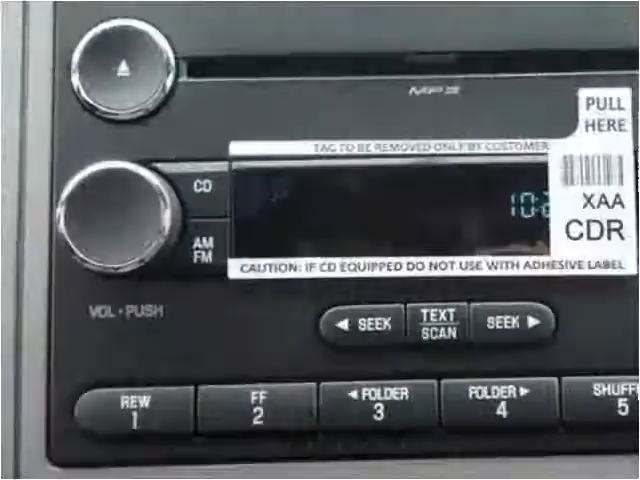 MP3
PULL
HERE
TAG TO BE REMOVED ONLY BY CUSTOMER
CD
XAA
AM
FM
CDR
CAUTION: IF CD EQUIPPED DO NOT USE WITH ADHESIVE LABEL
VOL • PUSH
◄ SEEK
TEXT
SCAN
SEEK ►
REW
1
FF
2
◄ FOLDER
3
FOLDER ►
4
5